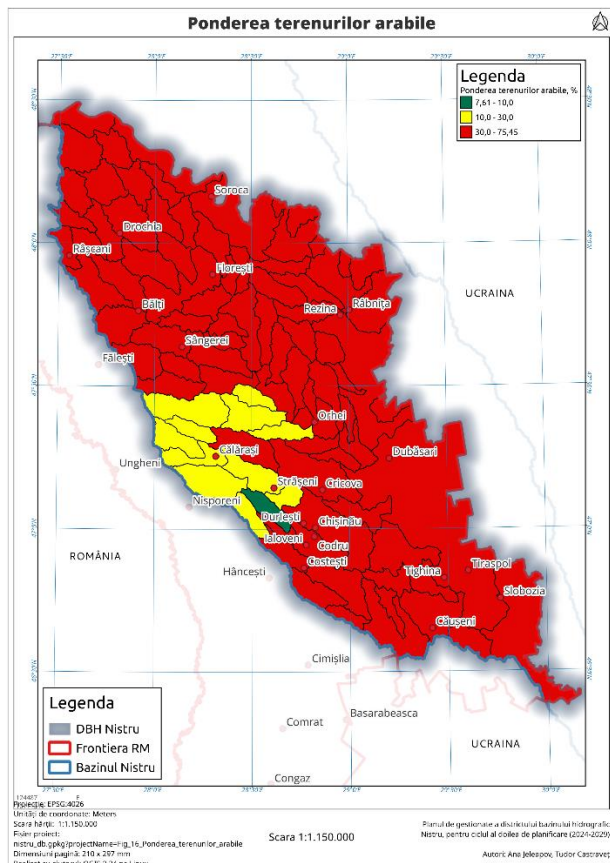 Ponderea terenurilor arabile
Legenda
Ponderea terenurilor arabile, %
7,61 - 10,0
10,0 - 30,0
30,0 - 75,45
Soroca
Drochia
Râșcani
Florești
UCRAINA
Rezina
Râbnița
Bălți
Sângerei
Fălești
Orhei
Călărași
Dubăsari
Ungheni
Strășeni
Cricova
Nisporeni
Durlești
Chișinău
Ialoveni
Codru
ROMÂNIA
Costești
Hâncești
Tighina
Tiraspol
Slobozia
Căușeni
Cimișlia
Legenda
DBH Nistru
Frontiera RM
Bazinul Nistru
Basarabeasca
Comrat
UCRAINA
Congaz
Proiecție: EPSG:4026
Unități de coordonate: Meters
Scara hărții: 1:1.150.000
Fișier proiect:
nistru_db.gpkg?projectName=Fig_16_Ponderea_terenurilor_arabile
Dimensiuni pagină: 210 x 297 mm
Scara 1:1.150.000
Planul de gestionare a districtului bazinului hidrografic
Nistru, pentru ciclul al doilea de planificare (2024-2029)
Autori: Ana Jeleapov, Tudor Castraveț